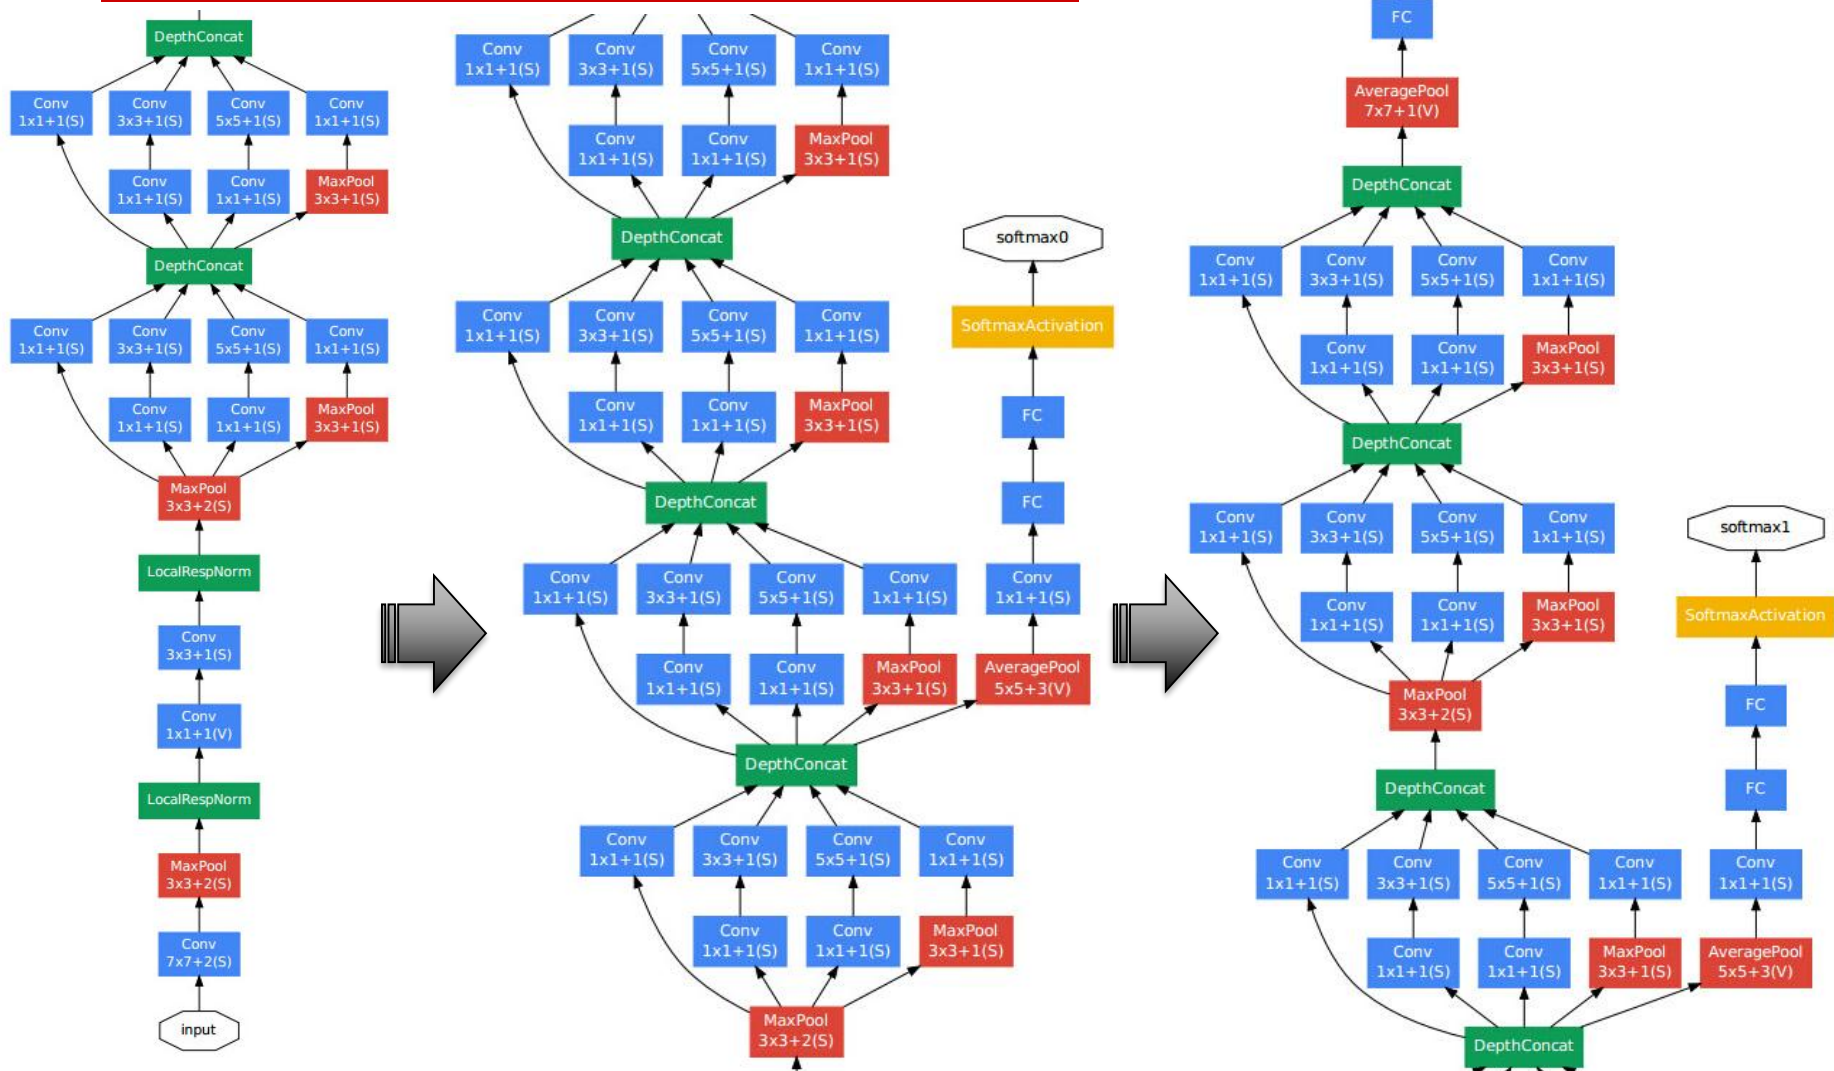 DepthConcat
Conv
1x1+1(S)
Conv
3x3+1(S)
Conv
5x5+1(S)
Conv
1x1+1(S)
Conv
1x1+1(S)
Conv
1x1+1(S)
MaxPool
3x3+1(S)
DepthConcat
Conv
1x1+1(S)
Conv
3x3+1(S)
Conv
5x5+1(S)
Conv
1x1+1(S)
Conv
1x1+1(S)
Conv
1x1+1(S)
MaxPool
3x3+1(S)
MaxPool
3x3+2(S)
LocalRespNorm
Conv
3x3+1(S)
Conv
1x1+1(V)
LocalRespNorm
MaxPool
3x3+2(S)
Conv
7x7+2(S)
input
Conv
1x1+1(S)
Conv
3x3+1(S)
Conv
5x5+1(S)
Conv
1x1+1(S)
Conv
1x1+1(S)
Conv
1x1+1(S)
MaxPool
3x3+1(S)
DepthConcat
Conv
1x1+1(S)
Conv
3x3+1(S)
Conv
5x5+1(S)
Conv
1x1+1(S)
Conv
1x1+1(S)
Conv
1x1+1(S)
MaxPool
3x3+1(S)
DepthConcat
softmax0
SoftmaxActivation
FC
FC
Conv
1x1+1(S)
Conv
3x3+1(S)
Conv
5x5+1(S)
Conv
1x1+1(S)
Conv
1x1+1(S)
Conv
1x1+1(S)
Conv
1x1+1(S)
MaxPool
3x3+1(S)
AveragePool
5x5+3(V)
DepthConcat
Conv
1x1+1(S)
Conv
3x3+1(S)
Conv
5x5+1(S)
Conv
1x1+1(S)
Conv
1x1+1(S)
Conv
1x1+1(S)
MaxPool
3x3+1(S)
MaxPool
3x3+2(S)
FC
AveragePool
7x7+1(V)
DepthConcat
Conv
1x1+1(S)
Conv
3x3+1(S)
Conv
5x5+1(S)
Conv
1x1+1(S)
Conv
1x1+1(S)
Conv
1x1+1(S)
MaxPool
3x3+1(S)
DepthConcat
Conv
1x1+1(S)
Conv
3x3+1(S)
Conv
5x5+1(S)
Conv
1x1+1(S)
Conv
1x1+1(S)
Conv
1x1+1(S)
MaxPool
3x3+1(S)
MaxPool
3x3+2(S)
DepthConcat
softmax1
SoftmaxActivation
FC
FC
Conv
1x1+1(S)
Conv
3x3+1(S)
Conv
5x5+1(S)
Conv
1x1+1(S)
Conv
1x1+1(S)
Conv
1x1+1(S)
Conv
1x1+1(S)
MaxPool
3x3+1(S)
AveragePool
5x5+3(V)
DepthConcat